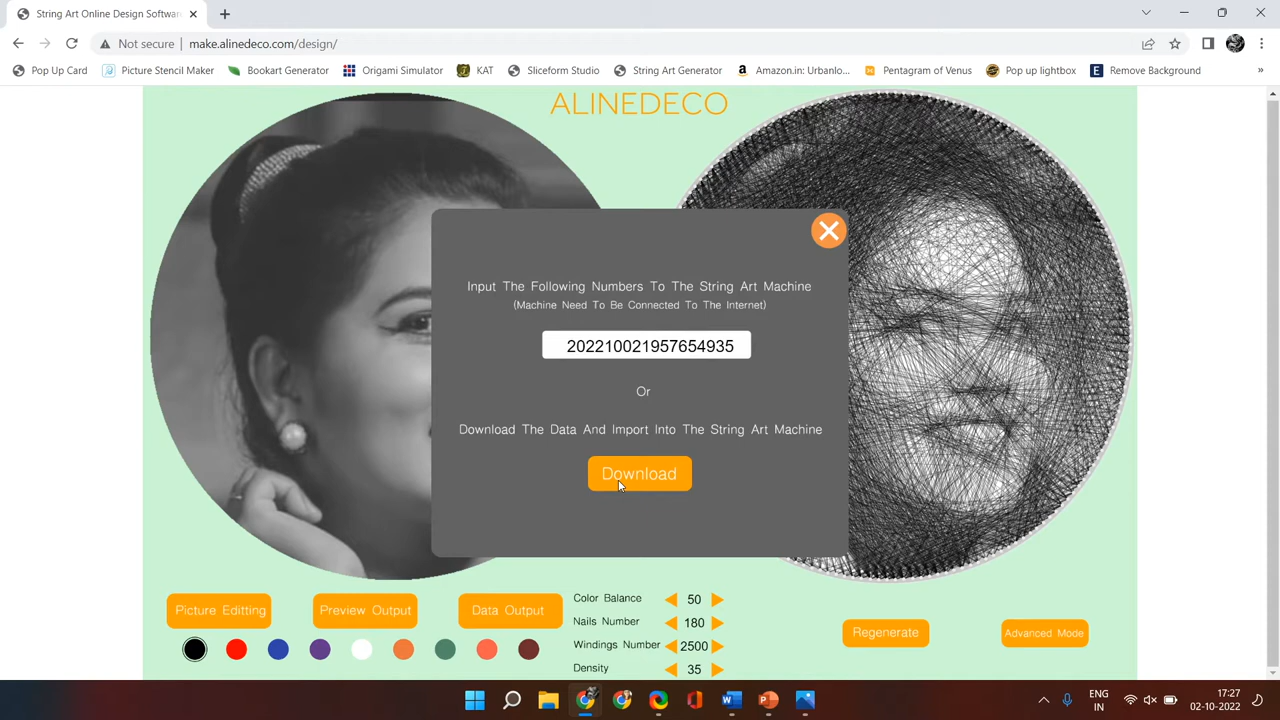 String Art Online Design Softwar
Not secure make.alinedeco.com/design/
Pop Up Card Picture Stencil Maker Bookart Generator Origami Simulator KAT Sliceform Studio String Art Generator Amazon.in: Urbanlo... Pentagram of Venus Pop up lightbox Remove Background »
ALINEDECO
Input The Following Numbers To The String Art Machine
(Machine Need To Be Connected To The Internet)
202210021957654935
Or
Download The Data And Import Into The String Art Machine
Download
Picture Editting Preview Output Data Output
Color Balance 50
Nails Number 180
Windings Number 2500
Density 35
Regenerate Advanced Mode
ENG
IN
17:27
02-10-2022